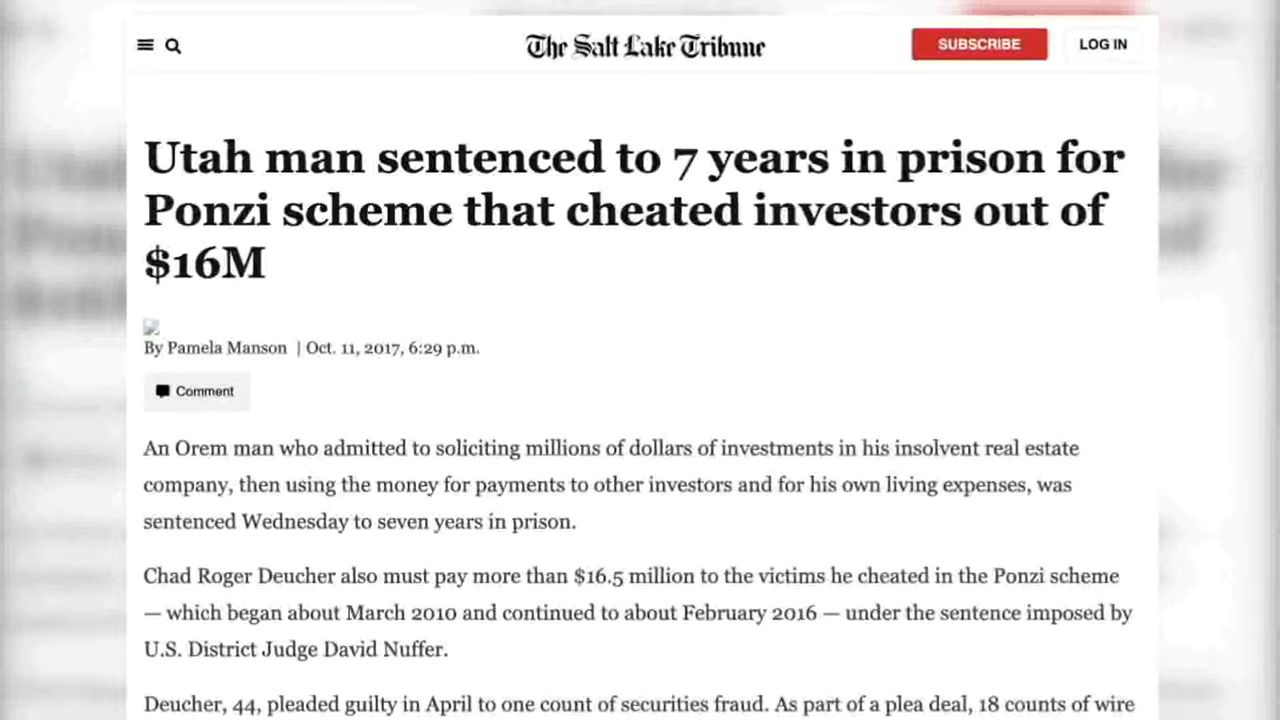 The Salt Lake Tribune
SUBSCRIBE
LOG IN
Utah man sentenced to 7 years in prison for
Ponzi scheme that cheated investors out of
$16M
By Pamela Manson | Oct. 11, 2017, 6:29 p.m.
Comment
An Orem man who admitted to soliciting millions of dollars of investments in his insolvent real estate
company, then using the money for payments to other investors and for his own living expenses, was
sentenced Wednesday to seven years in prison.
Chad Roger Deucher also must pay more than $16.5 million to the victims he cheated in the Ponzi scheme
— which began about March 2010 and continued to about February 2016 — under the sentence imposed by
U.S. District Judge David Nuffer.
Deucher, 44, pleaded guilty in April to one count of securities fraud. As part of a plea deal, 18 counts of wire